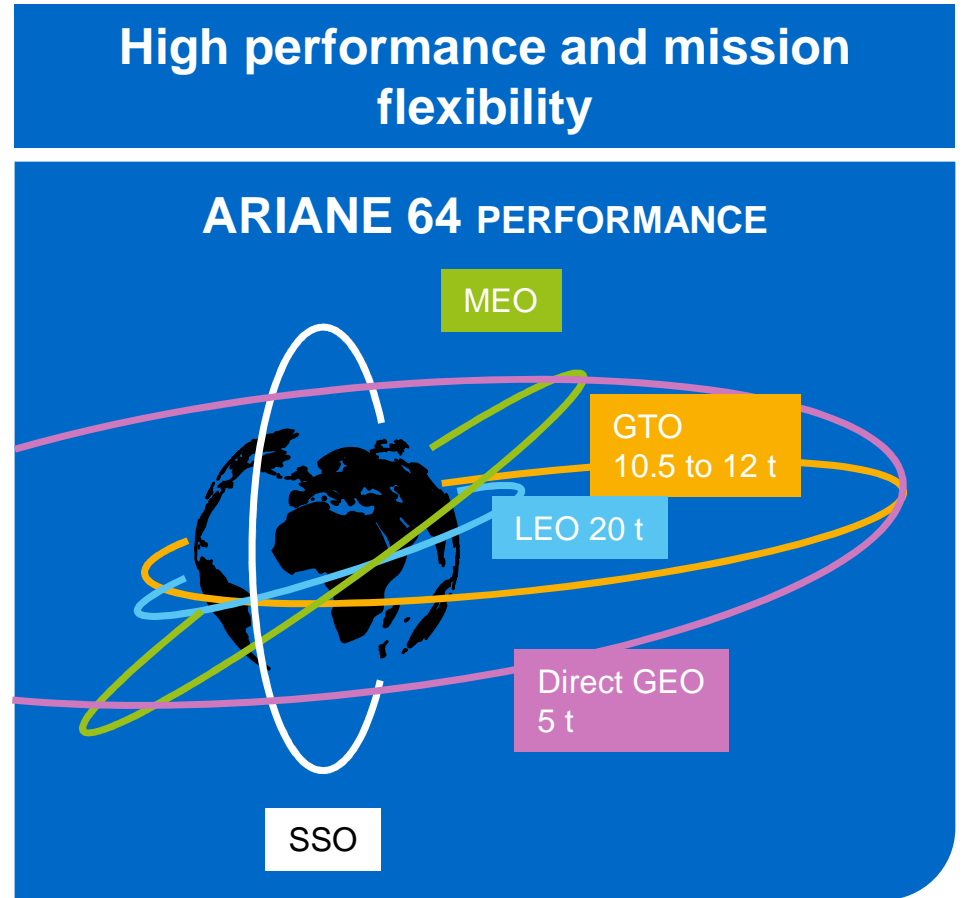 High performance and mission
flexibility
ARIANE 64 PERFORMANCE
MEO
GTO
10.5 to 12 t
LEO 20 t
Direct GEO
5 t
SSO